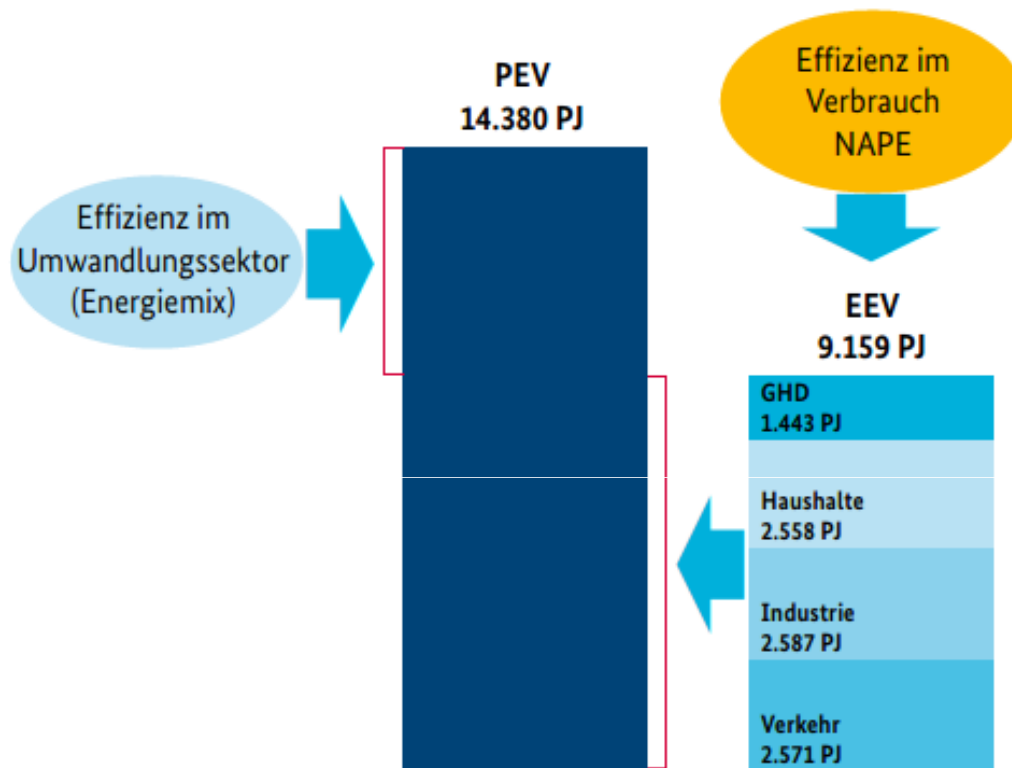 Effizienz im
Umwandlungssektor
(Energiemix)
PEV
14.380 PJ
Effizienz im
Verbrauch
NAPE
EEV
9.159 PJ
GHD
1.443 PJ
Haushalte
2.558 PJ
Industrie
2.587 PJ
Verkehr
2.571 PJ